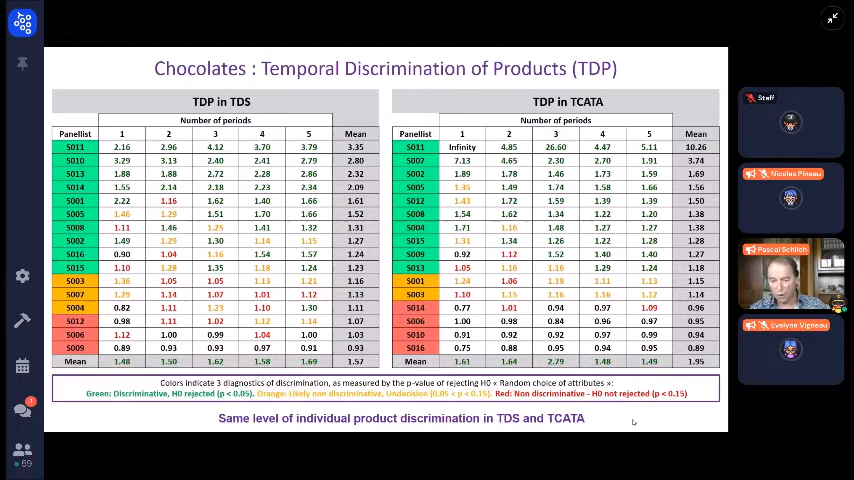 Chocolates : Temporal Discrimination of Products (TDP)
TDP in TDS
Number of periods
Panellist 1 2 3 4 5 Mean
S011 2.16 2.96 4.12 3.70 3.79 3.35
S010 3.29 3.13 2.40 2.41 2.79 2.80
S013 1.88 1.88 2.72 2.28 2.86 2.32
S014 1.55 2.14 2.18 2.23 2.34 2.09
S001 2.22 1.16 1.62 1.40 1.66 1.61
S005 1.46 1.29 1.51 1.70 1.66 1.52
S008 1.11 1.46 1.25 1.41 1.32 1.31
S002 1.49 1.29 1.30 1.14 1.15 1.27
S016 0.90 1.04 1.16 1.54 1.57 1.24
S015 1.10 1.28 1.35 1.18 1.24 1.23
S003 1.36 1.05 1.05 1.13 1.21 1.16
S007 1.29 1.14 1.07 1.01 1.12 1.13
S004 0.82 1.11 1.23 1.10 1.30 1.11
S012 0.98 1.11 1.02 1.12 1.14 1.07
S006 1.12 1.00 0.99 1.04 1.00 1.03
S009 0.89 0.93 0.93 0.97 0.91 0.93
Mean 1.48 1.50 1.62 1.58 1.69 1.57
TDP in TCATA
Number of periods
Panellist 1 2 3 4 5 Mean
S011 Infinity 4.85 26.60 4.47 5.11 10.26
S007 7.13 4.65 2.30 2.70 1.91 3.74
S002 1.89 1.78 1.46 1.73 1.59 1.69
S005 1.35 1.49 1.74 1.58 1.66 1.56
S012 1.43 1.72 1.59 1.39 1.39 1.50
S008 1.54 1.62 1.34 1.22 1.20 1.38
S004 1.71 1.16 1.48 1.27 1.27 1.38
S015 1.31 1.34 1.26 1.22 1.28 1.28
S009 0.92 1.12 1.52 1.40 1.40 1.27
S013 1.05 1.16 1.16 1.29 1.24 1.18
S001 1.24 1.06 1.19 1.11 1.13 1.15
S003 1.10 1.15 1.16 1.16 1.12 1.14
S014 0.77 1.01 0.94 0.97 1.09 0.96
S006 1.00 0.98 0.84 0.96 0.97 0.95
S010 0.91 0.92 0.92 0.97 0.99 0.94
S016 0.75 0.88 0.95 0.94 0.95 0.89
Mean 1.61 1.64 2.79 1.48 1.49 1.95
Colors indicate 3 diagnostics of discrimination, as measured by the p-value of rejecting H0 « Random choice of attributes »:
Green: Discriminative, H0 rejected (p < 0.05). Orange: Likely non discriminative, Undecision (0.05 < p < 0.15). Red: Non discriminative - H0 not rejected (p < 0.15)
Same level of individual product discrimination in TDS and TCATA
Staff
Nicolas Pineau
Pascal Schlich
Evelyne Vigneau
59